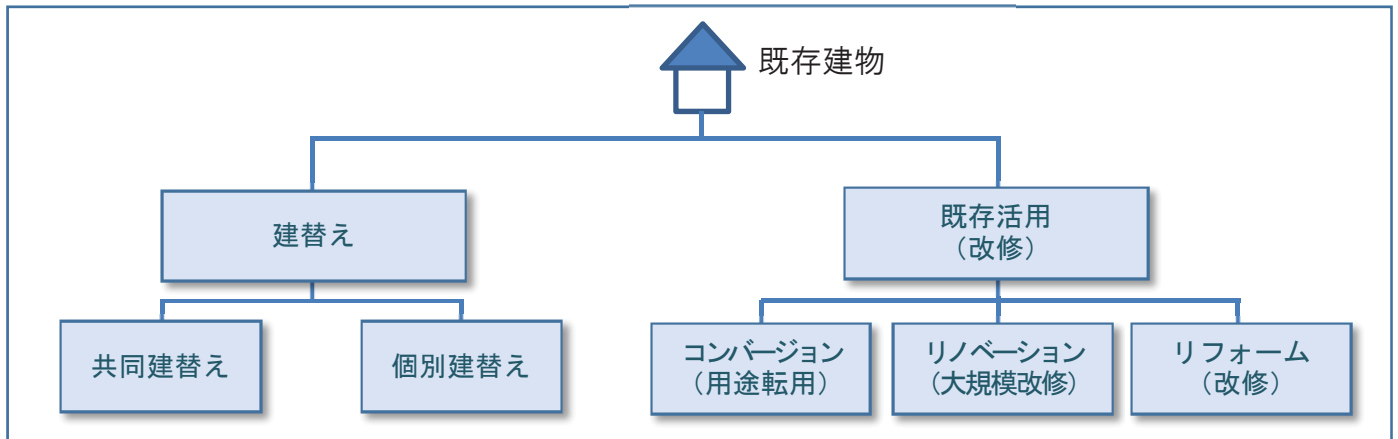 既存建物
建替え
既存活用
（改修）
共同建替え
個別建替え
コンバージョン
（用途転用）
リノベーション
（大規模改修）
リフォーム
（改修）